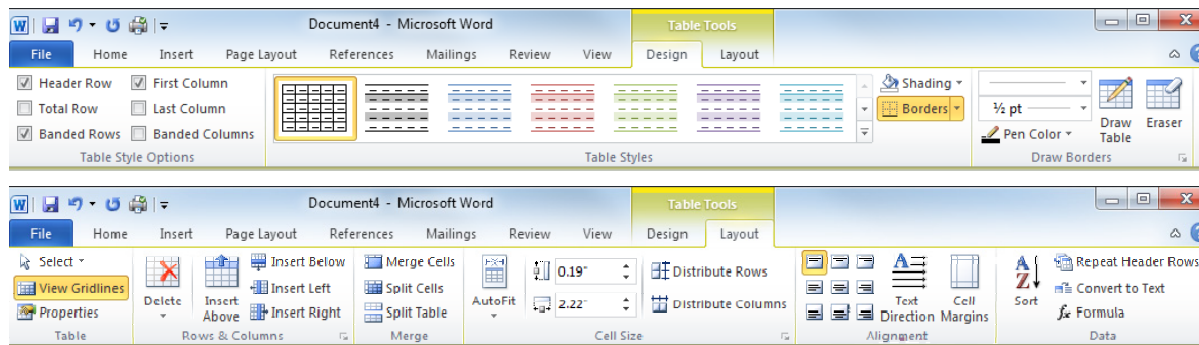 W Document4 - Microsoft Word Table Tools
File Home Insert Page Layout References Mailings Review View Design Layout
Header Row First Column Shading
Total Row Last Column Borders ½ pt
Banded Rows Banded Columns Pen Color Draw Table Eraser
Table Style Options Table Styles Draw Borders
W Document4 - Microsoft Word Table Tools
File Home Insert Page Layout References Mailings Review View Design Layout
Select Insert Below Merge Cells 0.19" Distribute Rows Repeat Header Rows
View Gridlines Delete Insert Above Insert Left Split Cells AutoFit 2.22" Distribute Columns Text Direction Cell Margins Sort Convert to Text
Properties Insert Right Split Table Formula
Table Rows & Columns Merge Cell Size Alignment Data